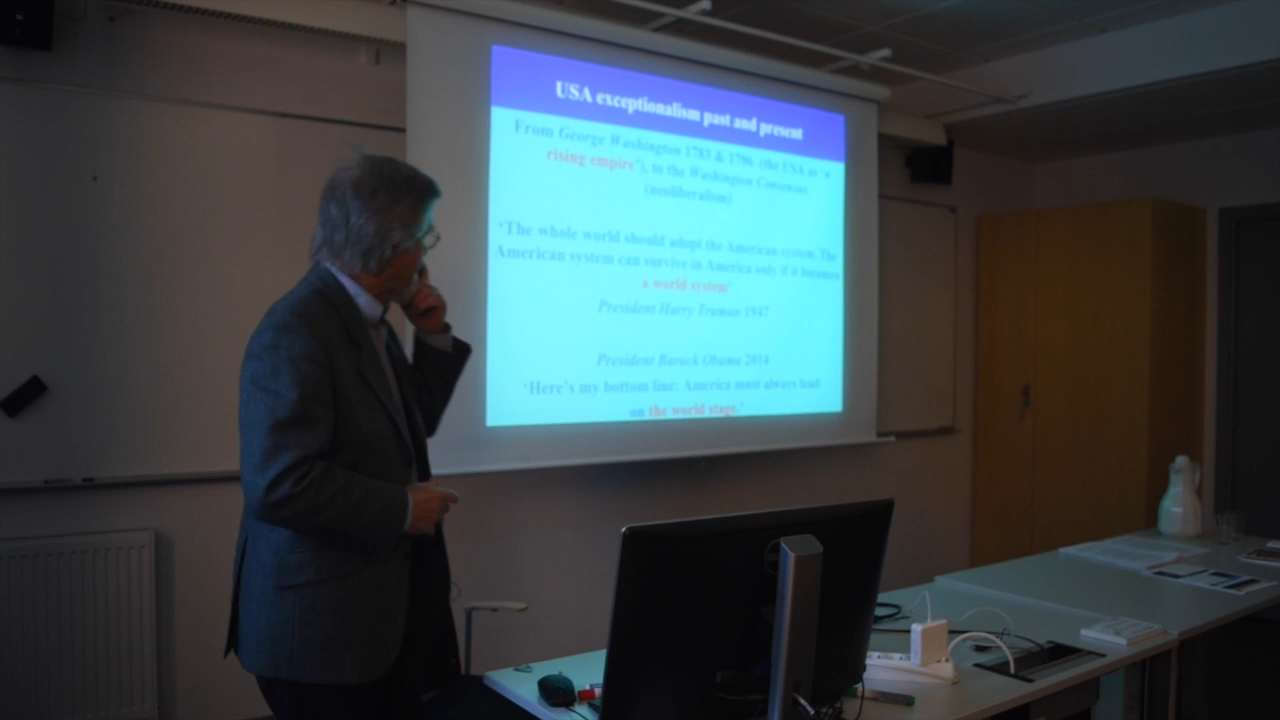 USA exceptionalism past and present
From George Washington 1783 & 1796 (the USA as 'a
rising empire'), to the Washington Consensus
(neoliberalism)
'The whole world should adopt the American system. The
American system can survive in America only if it becomes
a world system'
President Harry Truman 1947
President Barack Obama 2014
'Here's my bottom line: America must always lead
on the world stage.'